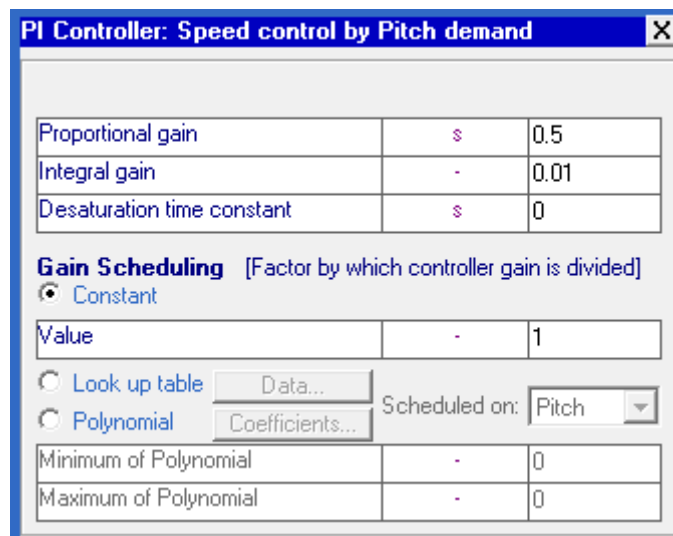 PI Controller: Speed control by Pitch demand X
Proportional gain s 0.5
Integral gain - 0.01
Desaturation time constant s 0
Gain Scheduling [Factor by which controller gain is divided]
Constant
Value - 1
Look up table Data...
Scheduled on: Pitch
Polynomial Coefficients...
Minimum of Polynomial - 0
Maximum of Polynomial - 0